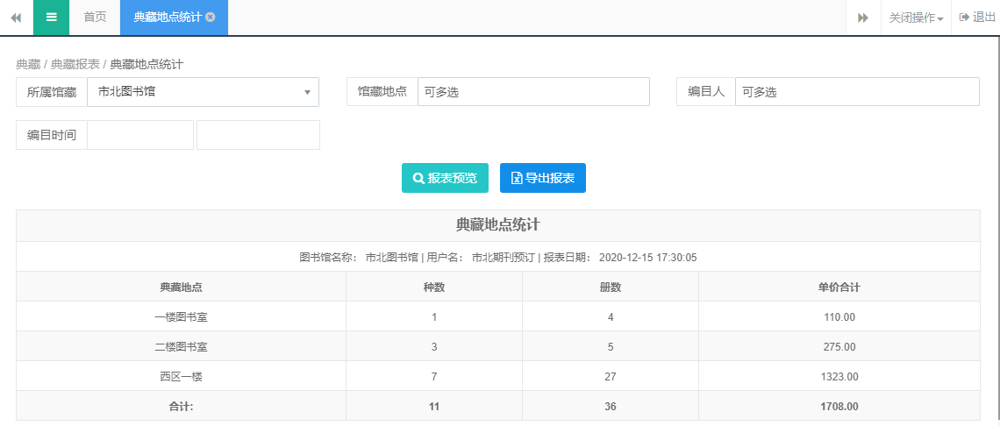 首页 典藏地点统计 关闭操作 退出
典藏 / 典藏报表 / 典藏地点统计
所属馆藏 市北图书馆 馆藏地点 可多选 编目人 可多选
编目时间
报表预览 导出报表
典藏地点统计
图书馆名称： 市北图书馆 | 用户名： 市北期刊预订 | 报表日期： 2020-12-15 17:30:05
典藏地点 种数 册数 单价合计
一楼图书室 1 4 110.00
二楼图书室 3 5 275.00
西区一楼 7 27 1323.00
合计: 11 36 1708.00